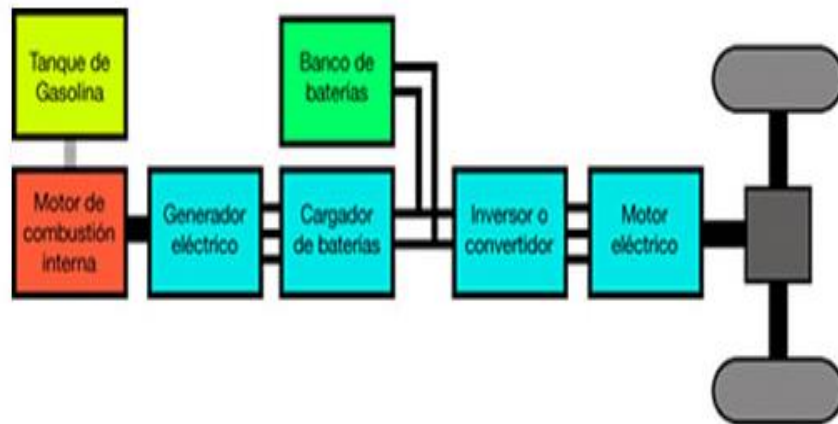 Tanque de
Gasolina
Banco de
baterías
Motor de
combustión
interna
Generador
eléctrico
Cargador
de baterías
Inversor o
convertidor
Motor
eléctrico